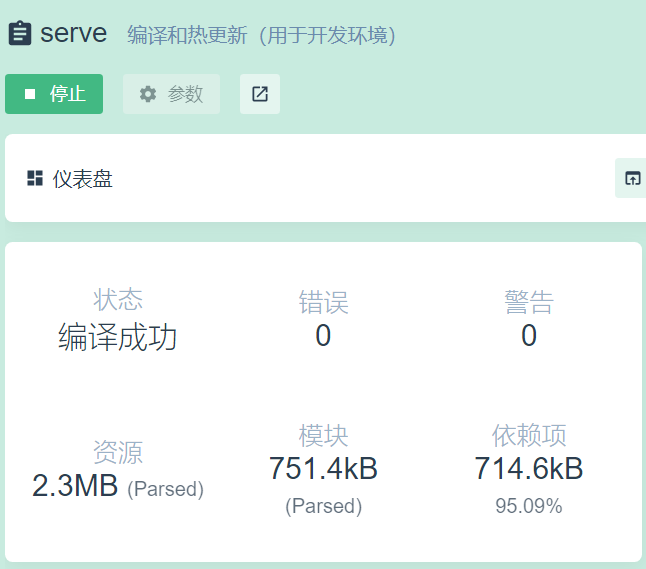 serve 编译和热更新（用于开发环境）
停止 参数
仪表盘
状态 错误 警告
编译成功 0 0
资源 模块 依赖项
2.3MB (Parsed) 751.4kB 714.6kB
(Parsed) 95.09%